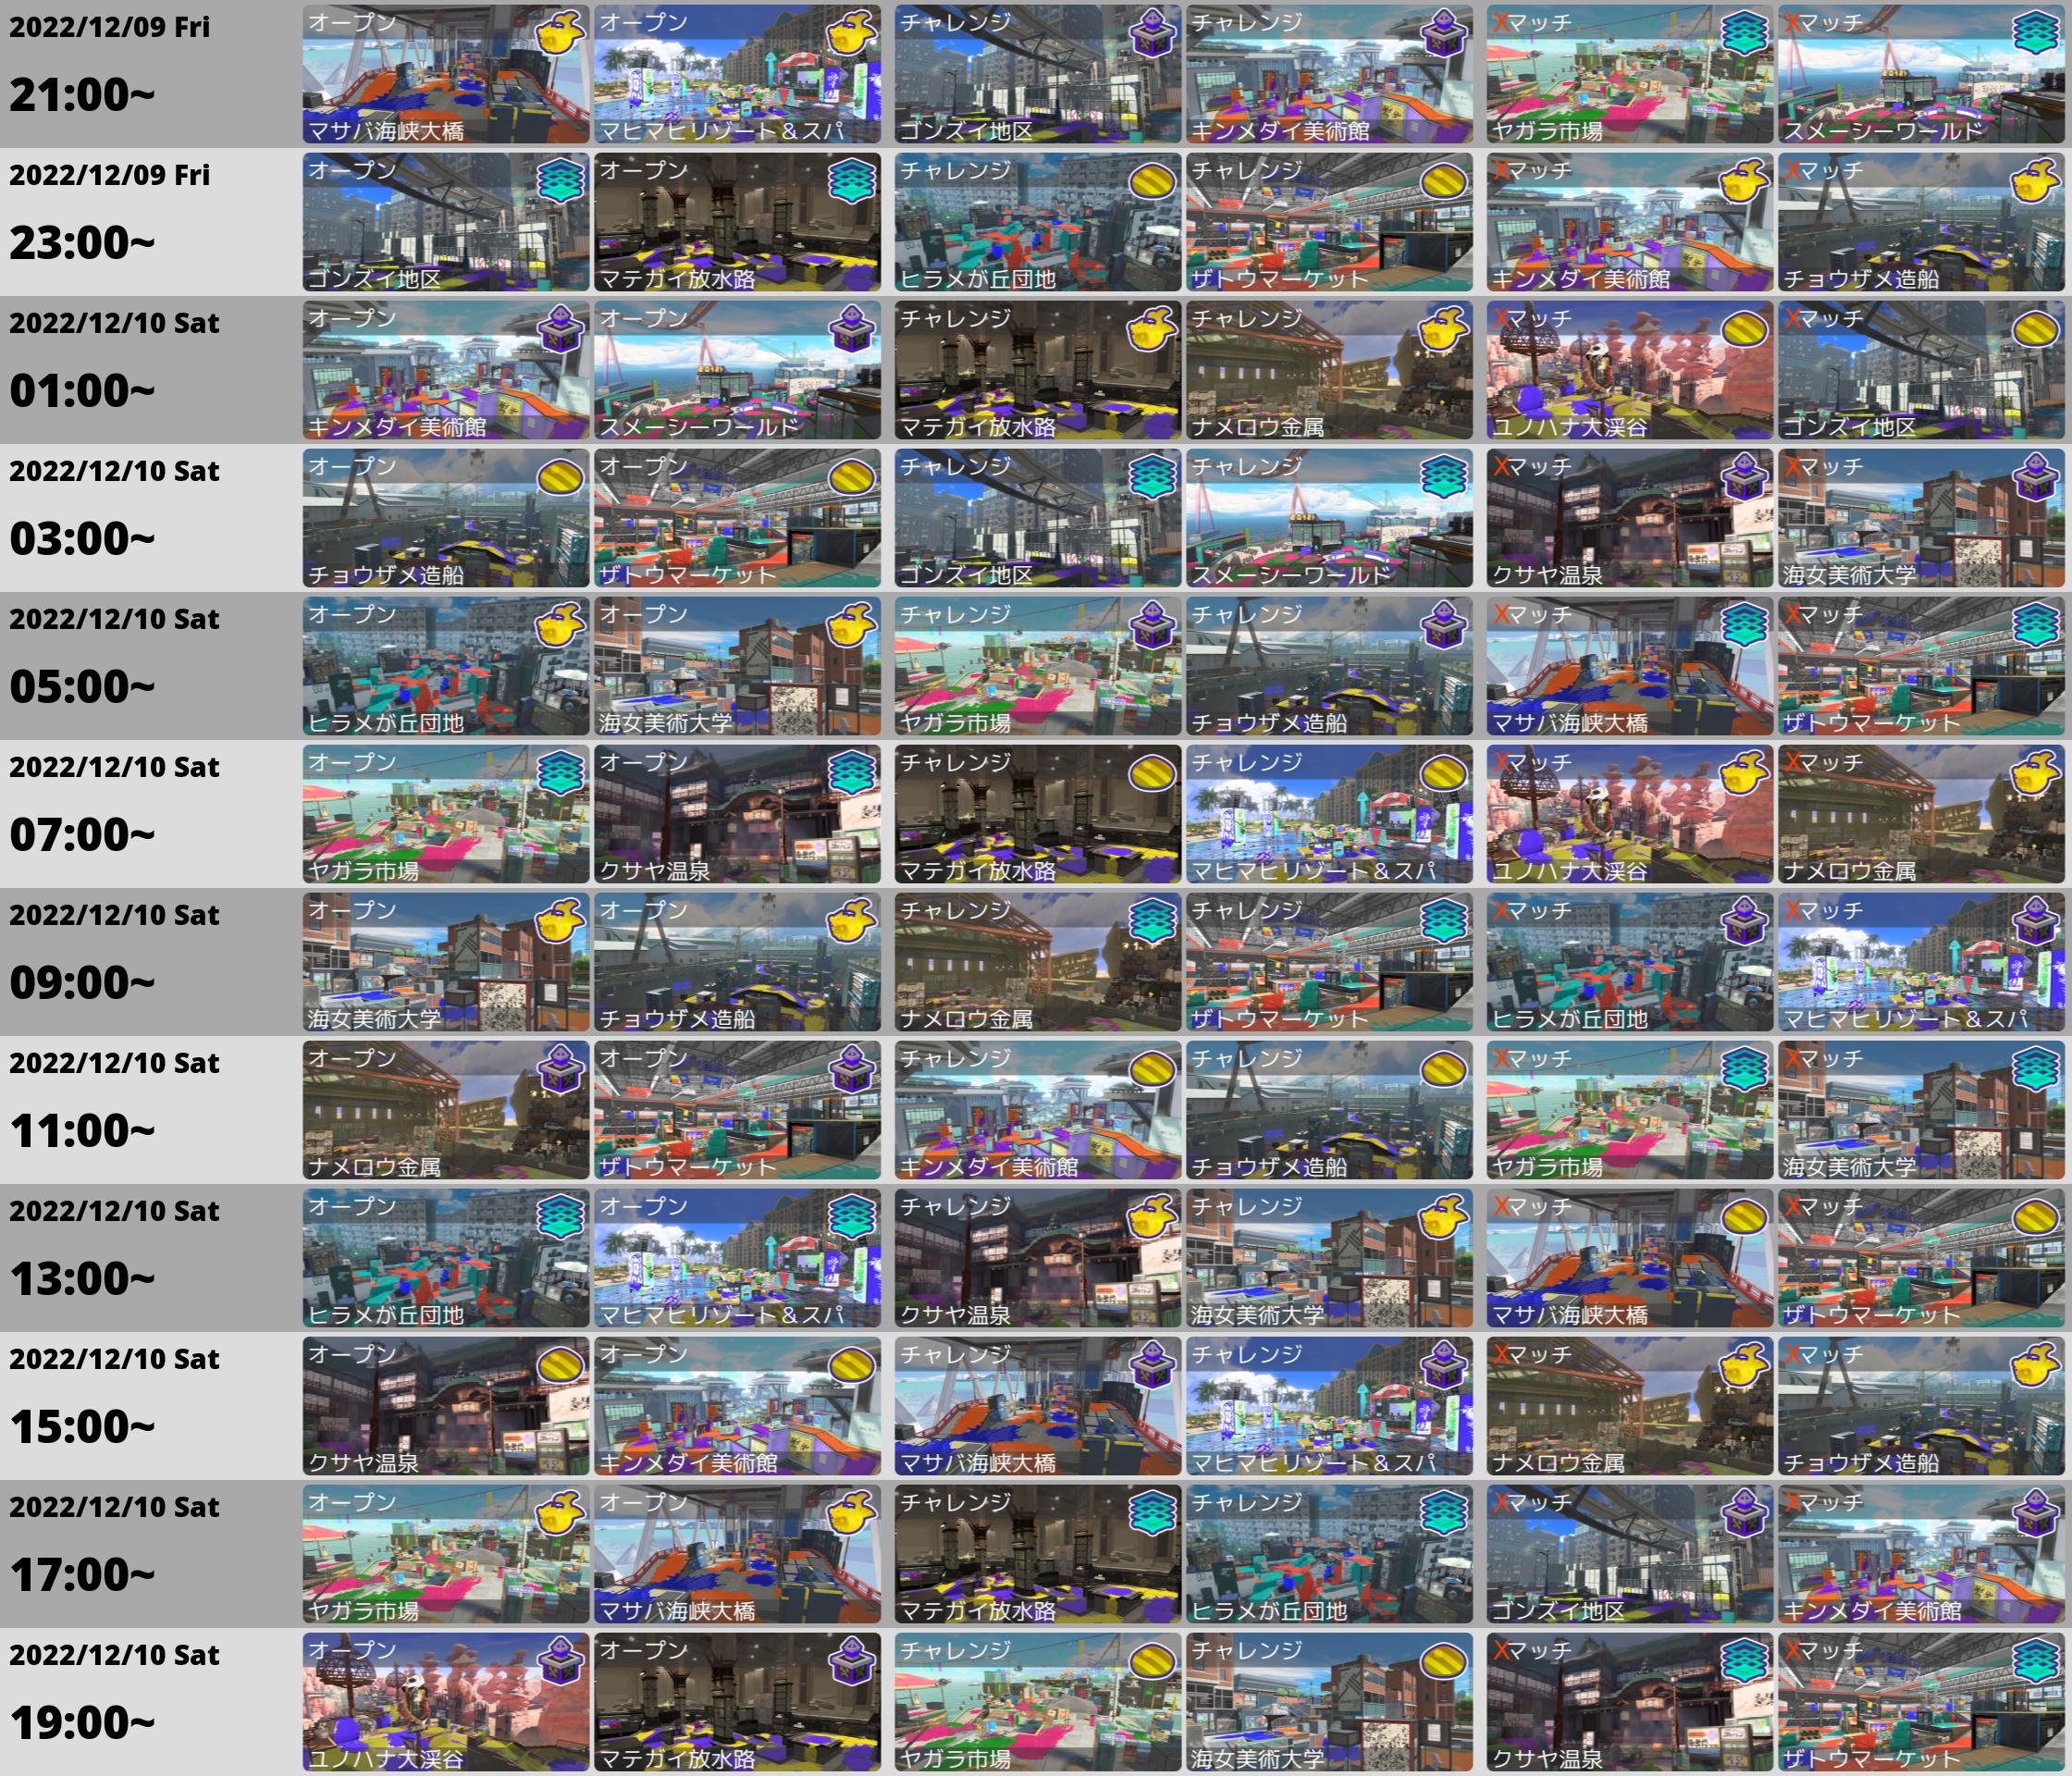 2022/12/09 Fri
21:00~
オープン オープン チャレンジ チャレンジ Xマッチ Xマッチ
マサバ海峡大橋 マヒマヒリゾート＆スパ ゴンズイ地区 キンメダイ美術館 ヤガラ市場 スメーシーワールド
2022/12/09 Fri
23:00~
オープン オープン チャレンジ チャレンジ Xマッチ Xマッチ
ゴンズイ地区 マテガイ放水路 ヒラメが丘団地 ザトウマーケット キンメダイ美術館 チョウザメ造船
2022/12/10 Sat
01:00~
オープン オープン チャレンジ チャレンジ Xマッチ Xマッチ
キンメダイ美術館 スメーシーワールド マテガイ放水路 ナメロウ金属 ユノハナ大渓谷 ゴンズイ地区
2022/12/10 Sat
03:00~
オープン オープン チャレンジ チャレンジ Xマッチ Xマッチ
チョウザメ造船 ザトウマーケット ゴンズイ地区 スメーシーワールド クサヤ温泉 海女美術大学
2022/12/10 Sat
05:00~
オープン オープン チャレンジ チャレンジ Xマッチ Xマッチ
ヒラメが丘団地 海女美術大学 ヤガラ市場 チョウザメ造船 マサバ海峡大橋 ザトウマーケット
2022/12/10 Sat
07:00~
オープン オープン チャレンジ チャレンジ Xマッチ Xマッチ
ヤガラ市場 クサヤ温泉 マテガイ放水路 マヒマヒリゾート＆スパ ユノハナ大渓谷 ナメロウ金属
2022/12/10 Sat
09:00~
オープン オープン チャレンジ チャレンジ Xマッチ Xマッチ
海女美術大学 チョウザメ造船 ナメロウ金属 ザトウマーケット ヒラメが丘団地 マヒマヒリゾート＆スパ
2022/12/10 Sat
11:00~
オープン オープン チャレンジ チャレンジ Xマッチ Xマッチ
ナメロウ金属 ザトウマーケット キンメダイ美術館 チョウザメ造船 ヤガラ市場 海女美術大学
2022/12/10 Sat
13:00~
オープン オープン チャレンジ チャレンジ Xマッチ Xマッチ
ヒラメが丘団地 マヒマヒリゾート＆スパ クサヤ温泉 海女美術大学 マサバ海峡大橋 ザトウマーケット
2022/12/10 Sat
15:00~
オープン オープン チャレンジ チャレンジ Xマッチ Xマッチ
クサヤ温泉 キンメダイ美術館 マサバ海峡大橋 マヒマヒリゾート＆スパ ナメロウ金属 チョウザメ造船
2022/12/10 Sat
17:00~
オープン オープン チャレンジ チャレンジ Xマッチ Xマッチ
ヤガラ市場 マサバ海峡大橋 マテガイ放水路 ヒラメが丘団地 ゴンズイ地区 キンメダイ美術館
2022/12/10 Sat
19:00~
オープン オープン チャレンジ チャレンジ Xマッチ Xマッチ
ユノハナ大渓谷 マテガイ放水路 ヤガラ市場 海女美術大学 クサヤ温泉 ザトウマーケット